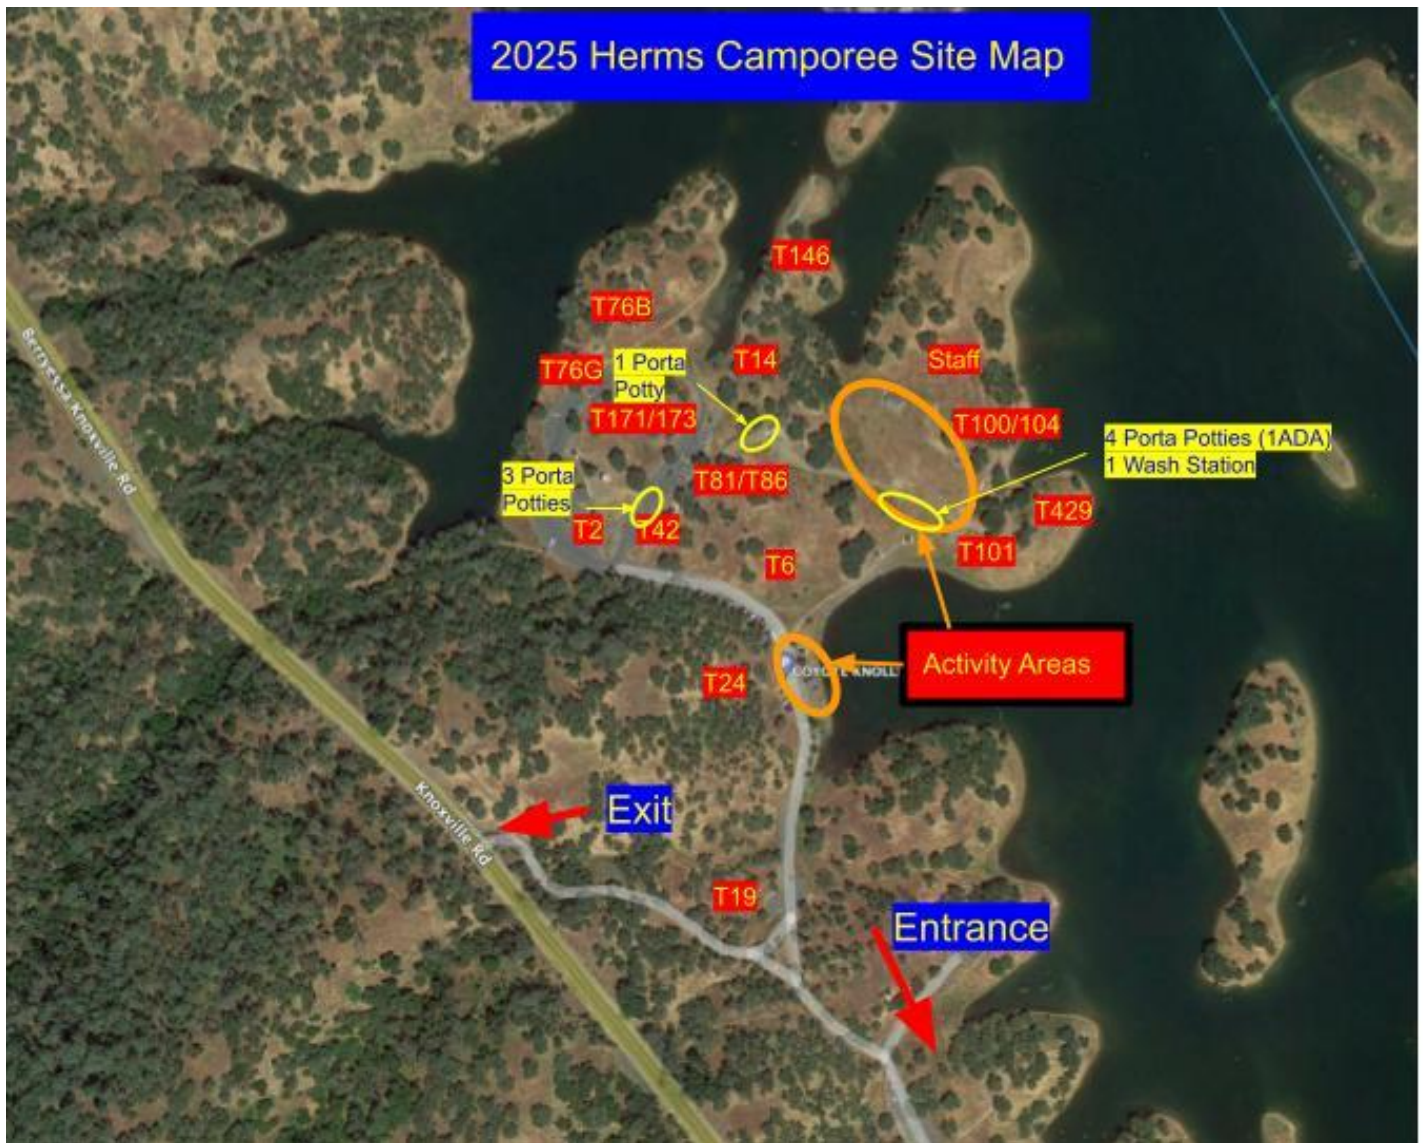 2025 Herms Camporee Site Map
T146
T76B
T14
Staff
T76G
1 Porta
Potty
T171/173
T100/104
4 Porta Potties (1ADA)
1 Wash Station
T81/T86
3 Porta
Potties
T429
T2
T42
T101
T6
Berryessa Knoxville Rd
Activity Areas
COYOTE KNOLL
T24
Exit
Knoxville Rd
T19
Entrance